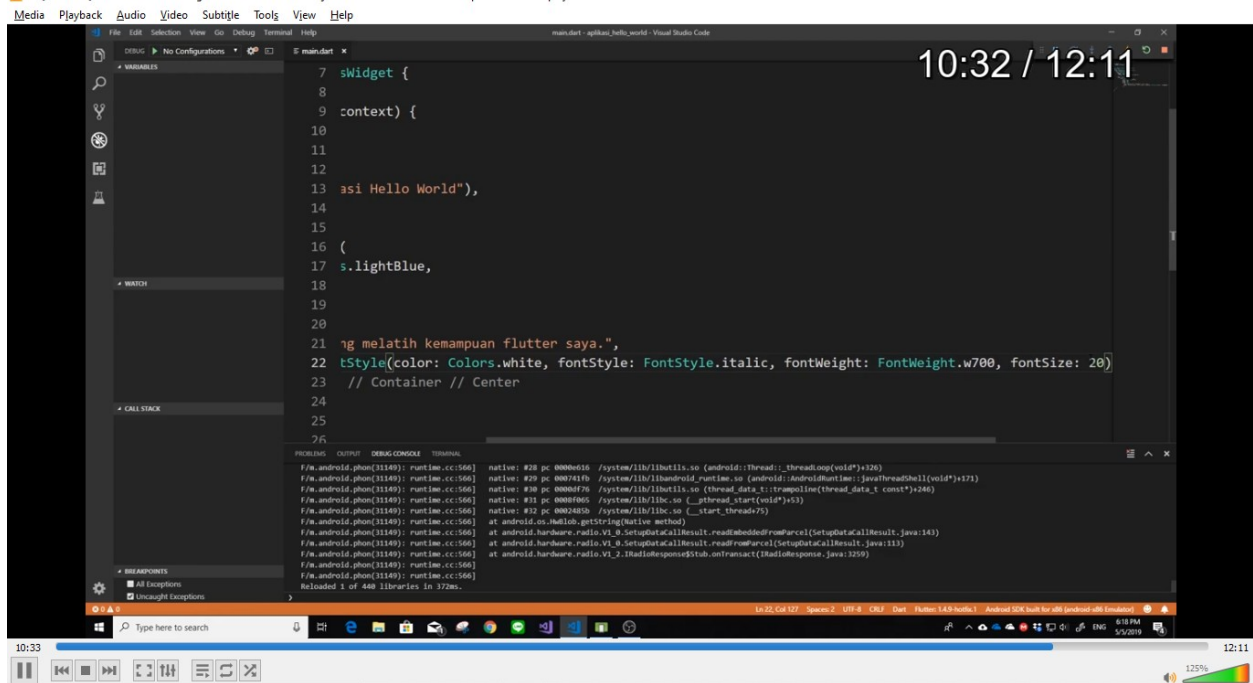 Media Playback Audio Video Subtitle Tools View Help
File Edit Selection View Go Debug Terminal Help
main.dart - aplikasi_hello_world - Visual Studio Code
DEBUG No Configurations
main.dart ×
10:32 / 12:11
VARIABLES
7 sWidget {
8
9 context) {
10
11
12
13 asi Hello World"),
14
15
16 (
17 s.lightBlue,
WATCH
18
19
20
21 ng melatih kemampuan flutter saya.",
22 tStyle(color: Colors.white, fontStyle: FontStyle.italic, fontWeight: FontWeight.w700, fontSize: 20)
23 // Container // Center
24
CALL STACK
25
26
PROBLEMS OUTPUT DEBUG CONSOLE TERMINAL
F/m.android.phon(31149): runtime.cc:566] native: #28 pc 0000e616 /system/lib/libutils.so (android::Thread::_threadLoop(void*)+326)
F/m.android.phon(31149): runtime.cc:566] native: #29 pc 000741fb /system/lib/libandroid_runtime.so (android::AndroidRuntime::javaThreadShell(void*)+171)
F/m.android.phon(31149): runtime.cc:566] native: #30 pc 0000df76 /system/lib/libutils.so (thread_data_t::trampoline(thread_data_t const*)+246)
F/m.android.phon(31149): runtime.cc:566] native: #31 pc 0008f065 /system/lib/libc.so (__pthread_start(void*)+53)
F/m.android.phon(31149): runtime.cc:566] native: #32 pc 0002485b /system/lib/libc.so (__start_thread+75)
F/m.android.phon(31149): runtime.cc:566] at android.os.HwBlob.getString(Native method)
F/m.android.phon(31149): runtime.cc:566] at android.hardware.radio.V1_0.SetupDataCallResult.readEmbeddedFromParcel(SetupDataCallResult.java:143)
F/m.android.phon(31149): runtime.cc:566] at android.hardware.radio.V1_0.SetupDataCallResult.readFromParcel(SetupDataCallResult.java:113)
F/m.android.phon(31149): runtime.cc:566] at android.hardware.radio.V1_2.IRadioResponse$Stub.onTransact(IRadioResponse.java:3259)
F/m.android.phon(31149): runtime.cc:566]
F/m.android.phon(31149): runtime.cc:566]
Reloaded 1 of 440 libraries in 372ms.
BREAKPOINTS
All Exceptions
Uncaught Exceptions
0 0
Ln 22, Col 127 Spaces: 2 UTF-8 CRLF Dart Flutter: 1.4.9-hotfix.1 Android SDK built for x86 (android-x86 Emulator)
Type here to search
ENG
6:18 PM
5/5/2019
10:33
12:11
125%